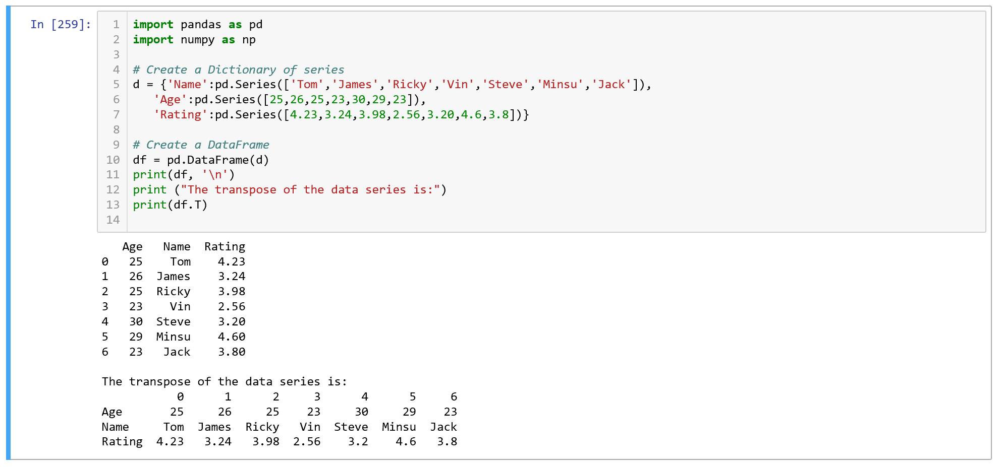 In [259]:
1 import pandas as pd
2 import numpy as np
3
4 # Create a Dictionary of series
5 d = {'Name':pd.Series(['Tom','James','Ricky','Vin','Steve','Minsu','Jack']),
6    'Age':pd.Series([25,26,25,23,30,29,23]),
7    'Rating':pd.Series([4.23,3.24,3.98,2.56,3.20,4.6,3.8])}
8
9 # Create a DataFrame
10 df = pd.DataFrame(d)
11 print(df, '\n')
12 print ("The transpose of the data series is:")
13 print(df.T)
14
   Age   Name  Rating
0   25    Tom    4.23
1   26  James    3.24
2   25  Ricky    3.98
3   23    Vin    2.56
4   30  Steve    3.20
5   29  Minsu    4.60
6   23   Jack    3.80

The transpose of the data series is:
           0      1      2     3      4      5     6
Age       25     26     25    23     30     29    23
Name     Tom  James  Ricky   Vin  Steve  Minsu  Jack
Rating  4.23   3.24   3.98  2.56    3.2    4.6   3.8